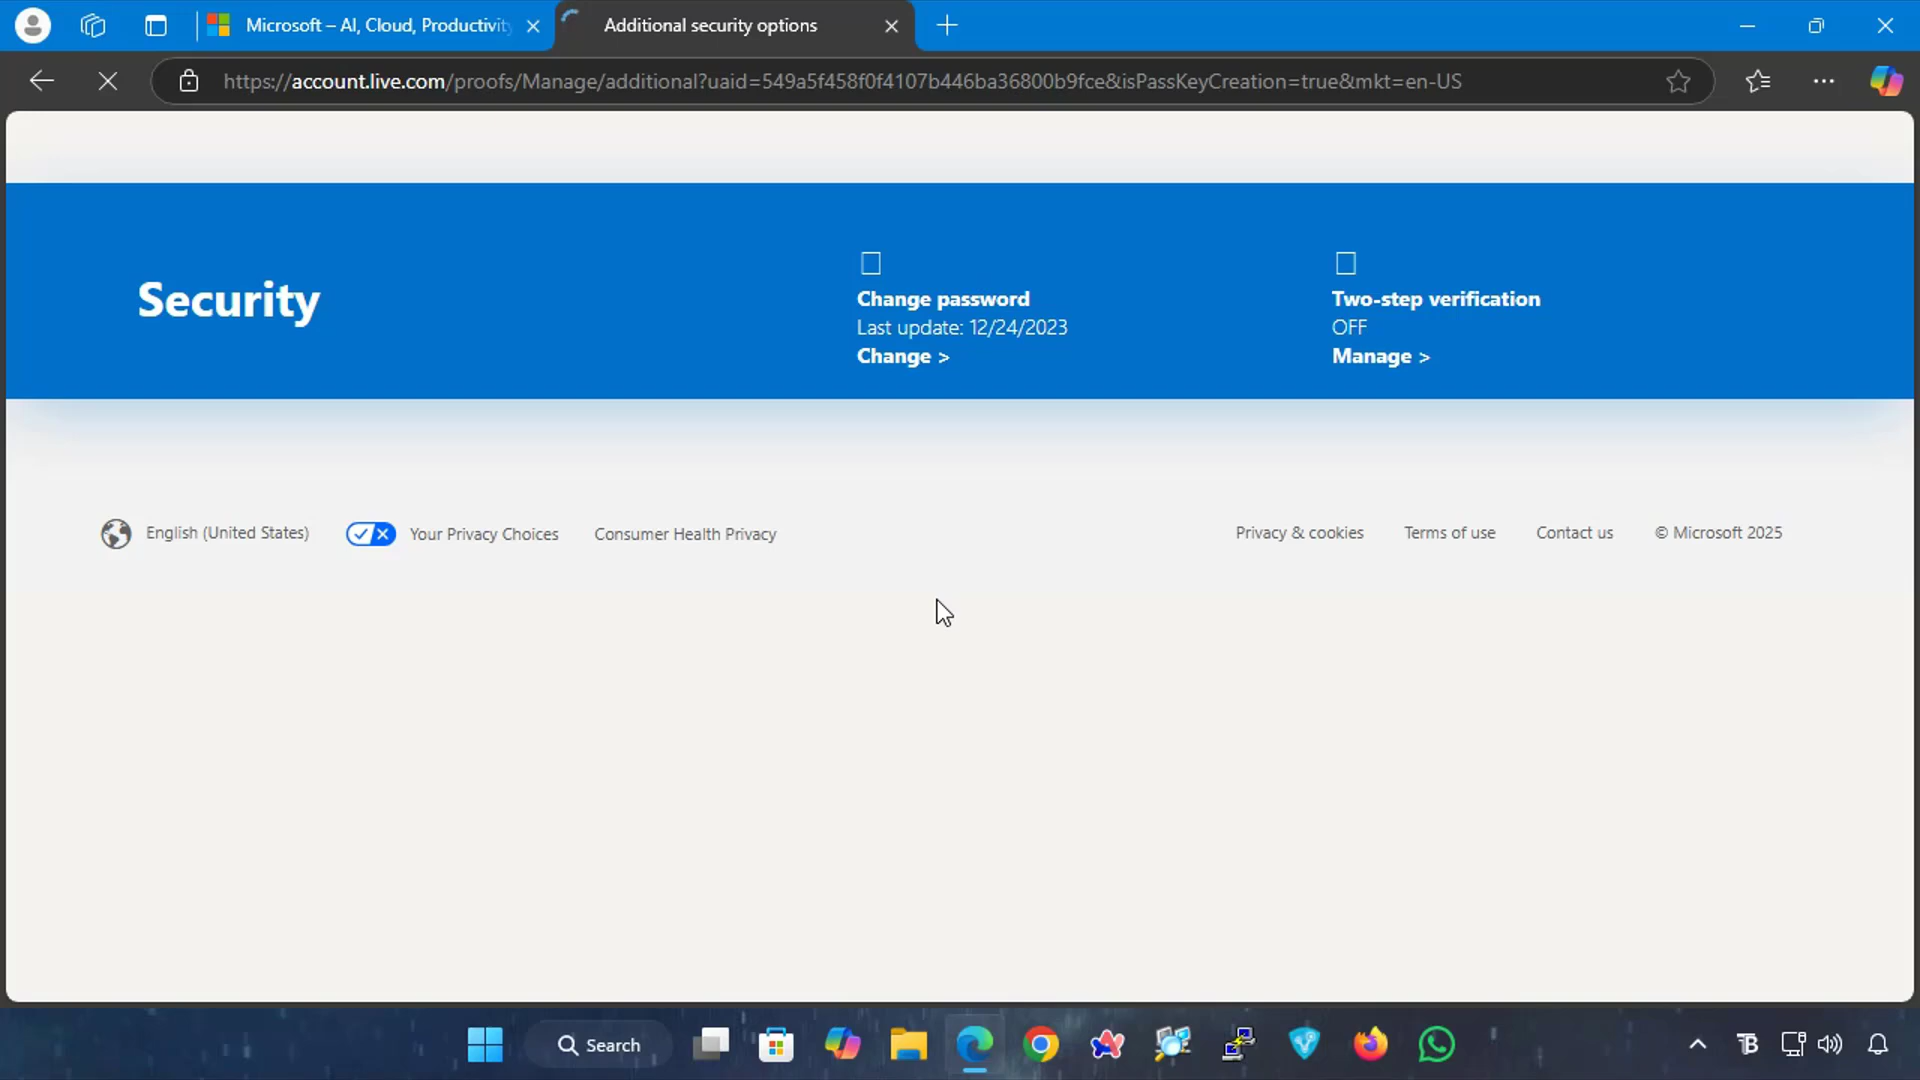 Microsoft – AI, Cloud, Productivity
Additional security options
https://account.live.com/proofs/Manage/additional?uaid=549a5f458f0f4107b446ba36800b9fce&isPassKeyCreation=true&mkt=en-US
Security
Change password
Last update: 12/24/2023
Change >
Two-step verification
OFF
Manage >
English (United States)
Your Privacy Choices
Consumer Health Privacy
Privacy & cookies
Terms of use
Contact us
© Microsoft 2025
Search